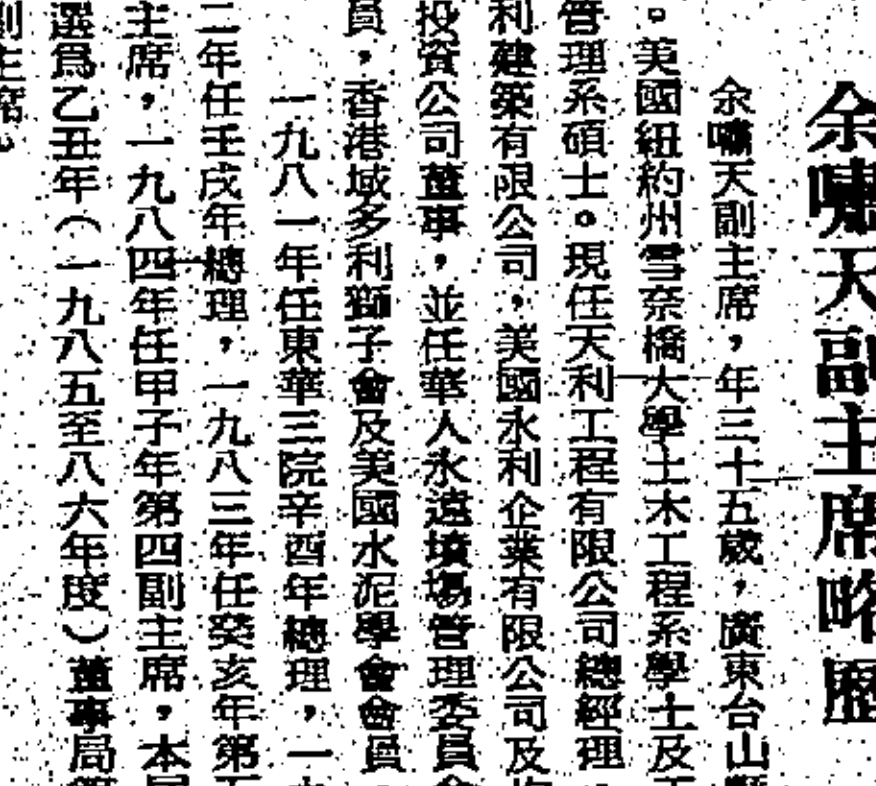 余嘯天副主席略歷
余嘯天副主席，年三十五歲，廣東台山縣
。美國紐約州雪奈橋大學土木工程系學士及工
管理系碩士。現任天利工程有限公司總經理，
利建築有限公司，美國永利企業有限公司及
投資公司董事，並任華人永遠墳場管理委員會
員，香港域多利獅子會及美國水泥學會會員。
一九八一年任東華三院辛酉年總理，一九
二年任壬戌年總理，一九八三年任癸亥年第五
主席，一九八四年任甲子年第四副主席，本屆
選為乙丑年（一九八五至八六年度）董事局
副主席。